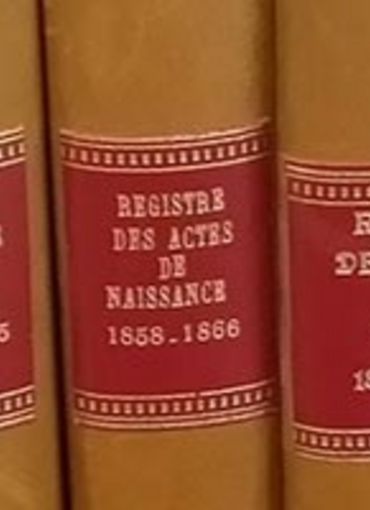 REGISTRE
DES ACTES
DE
NAISSANCE
1858-1866